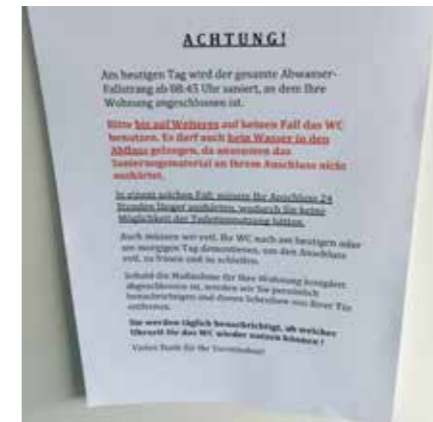 ACHTUNG!
Am heutigen Tag wird der gesamte Abwasser-
Fallstrang ab 08:45 Uhr saniert, an dem Ihre
Wohnung angeschlossen ist.
Bitte bis auf Weiteres auf keinen Fall das WC
benutzen. Es darf auch kein Wasser in den
Abfluss gelangen, da ansonsten das
Sanierungsmaterial an Ihrem Anschluss nicht
aushärtet.
In einem solchen Fall, müsste Ihr Anschluss 24
Stunden länger aushärten, wodurch Sie keine
Möglichkeit der Toilettennutzung hätten.
Auch müssen wir evtl. Ihr WC noch am heutigen oder
am morgigen Tag demontieren, um den Anschluss
evtl. zu fräsen und zu schleifen.
Sobald die Maßnahme für Ihre Wohnung komplett
abgeschlossen ist, werden wir Sie persönlich
benachrichtigen und dieses Schreiben von Ihrer Tür
entfernen.
Sie werden täglich benachrichtigt, ab welcher
Uhrzeit Sie das WC wieder nutzen können !
Vielen Dank für Ihr Verständnis!